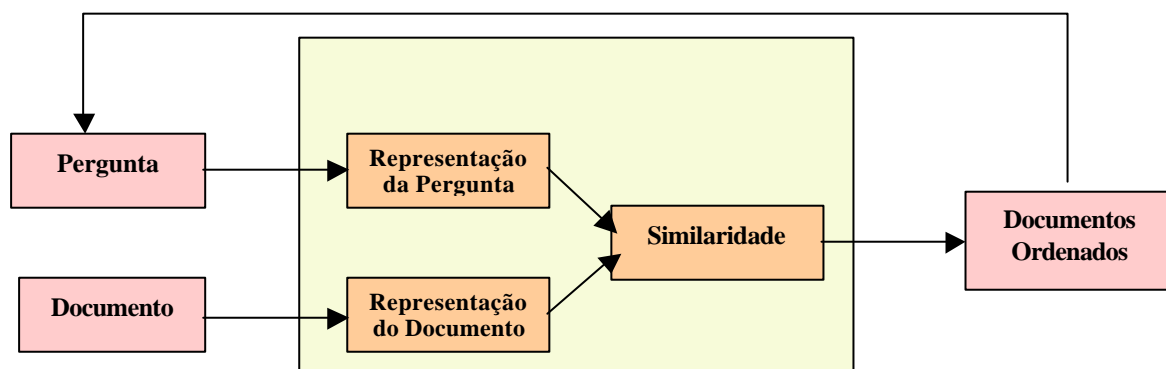 Pergunta
Representação
da Pergunta
Similaridade
Documentos
Ordenados
Documento
Representação
do Documento